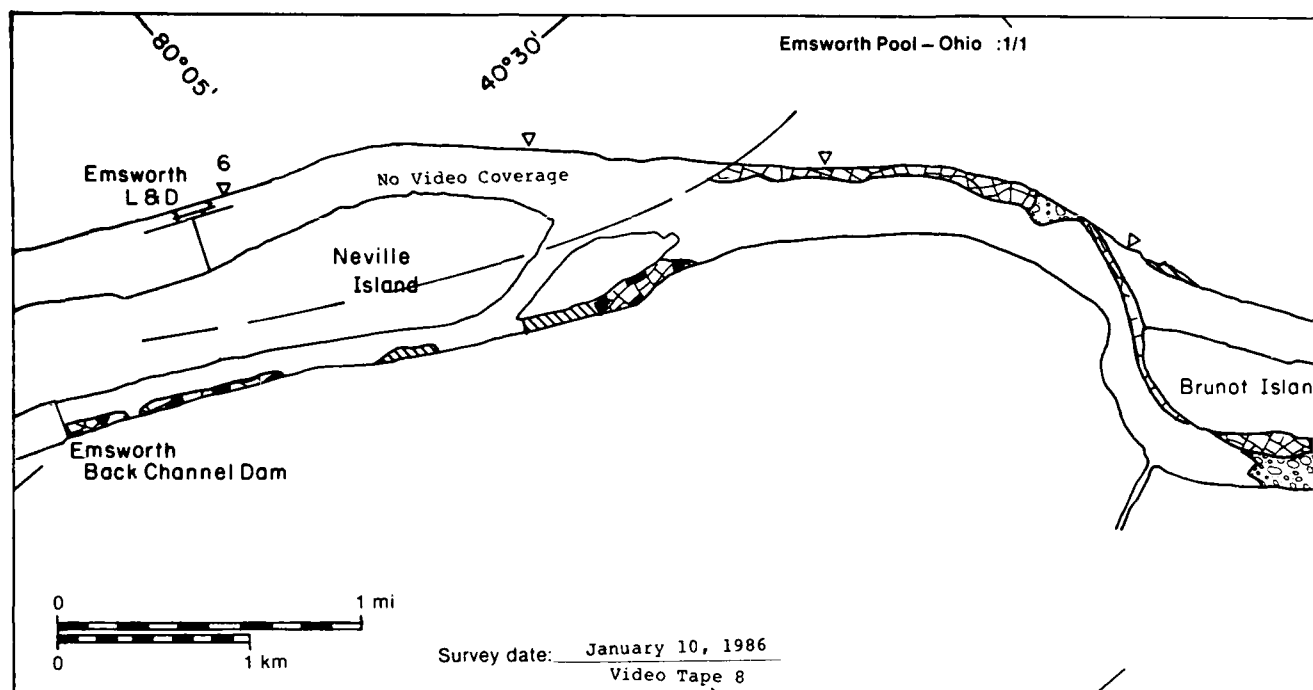 Emsworth Pool – Ohio :1/1
80°05'
40°30'
Emsworth
L & D
6
No Video Coverage
Neville
Island
Brunot Islan
Emsworth
Back Channel Dam
0 1 mi
0 1 km
Survey date: January 10, 1986
Video Tape 8